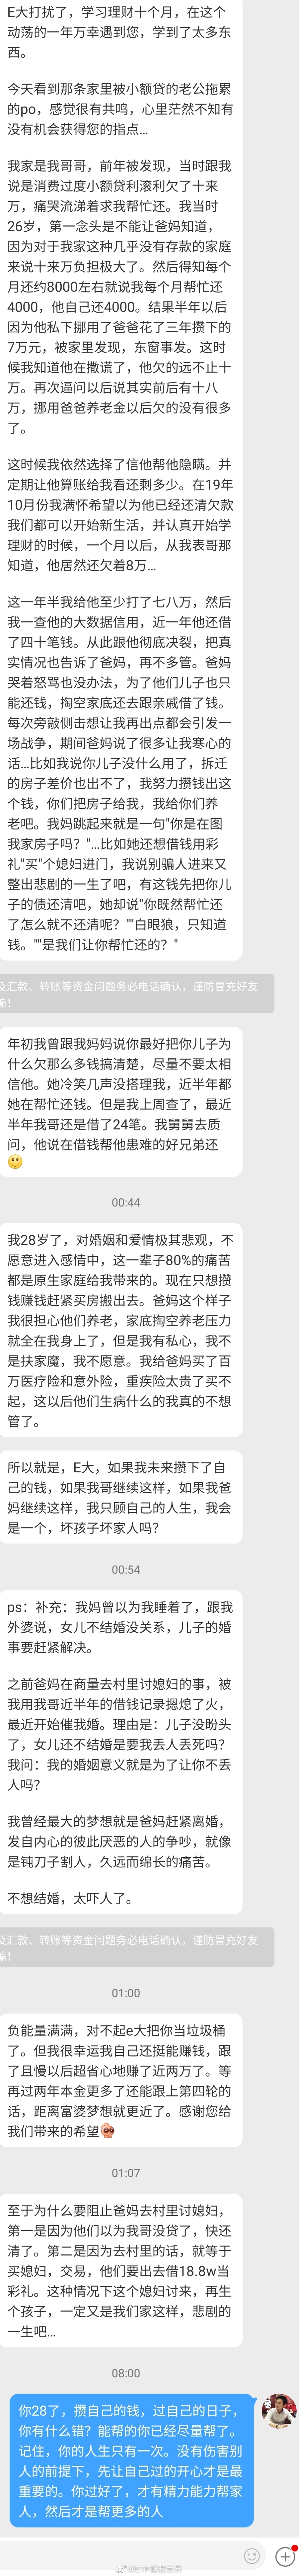 E大打扰了，学习理财十个月，在这个
动荡的一年万幸遇到您，学到了太多东
西。
今天看到那条家里被小额贷的老公拖累
的po，感觉很有共鸣，心里茫然不知有
没有机会获得您的指点...
我家是我哥哥，前年被发现，当时跟我
说是消费过度小额贷利滚利欠了十来
万，痛哭流涕着求我帮忙还。我当时
26岁，第一念头是不能让爸妈知道，
因为对于我家这种几乎没有存款的家庭
来说十来万负担极大了。然后得知每个
月还约8000左右就说我每个月帮忙还
4000，他自己还4000。结果半年以后
因为他私下挪用了爸爸花了三年攒下的
7万元，被家里发现，东窗事发。这时
候我知道他在撒谎了，他欠的远不止十
万。再次逼问以后说其实前后有十八
万，挪用爸爸养老金以后欠的没有很多
了。
这时候我依然选择了信他帮他隐瞒。并
定期让他算账给我看还剩多少。在19年
10月份我满怀希望以为他已经还清欠款
我们都可以开始新生活，并认真开始学
理财的时候，一个月以后，从我表哥那
知道，他居然还欠着8万...
这一年半我给他至少打了七八万，然后
我一查他的大数据信用，近一年他还借
了四十笔钱。从此跟他彻底决裂，把真
实情况也告诉了爸妈，再不多管。爸妈
哭着怒骂也没办法，为了他们儿子也只
能还钱，掏空家底还去跟亲戚借了钱。
每次旁敲侧击想让我再出点都会引发一
场战争，期间爸妈说了很多让我寒心的
话...比如我说你儿子没什么用了，拆迁
的房子差价也出不了，我努力攒钱出这
个钱，你们把房子给我，我给你们养
老吧。我妈跳起来就是一句"你是在图
我家房子吗？"...比如她还想借钱用彩
礼"买"个媳妇进门，我说别骗人进来又
整出悲剧的一生了吧，有这钱先把你儿
子的债还清吧，她却说"你既然帮忙还
了怎么就不还清呢？""白眼狼，只知道
钱。""是我们让你帮忙还的？"
及汇款、转账等资金问题务必电话确认，谨防冒充好友
骗！
年初我曾跟我妈妈说你最好把你儿子为
什么欠那么多钱搞清楚，尽量不要太相
信他。她冷笑几声没搭理我，近半年都
她在帮忙还钱。但是我上周查了，最近
半年我哥还是借了24笔。我舅舅去质
问，他说在借钱帮他患难的好兄弟还
00:44
我28岁了，对婚姻和爱情极其悲观，不
愿意进入感情中，这一辈子80%的痛苦
都是原生家庭给我带来的。现在只想攒
钱赚钱赶紧买房搬出去。爸妈这个样子
我很担心他们养老，家底掏空养老压力
就全在我身上了，但是我有私心，我不
是扶家魔，我不愿意。我给爸妈买了百
万医疗险和意外险，重疾险太贵了买不
起，这以后他们生病什么的我真的不想
管了。
所以就是，E大，如果我未来攒下了自
己的钱，如果我哥继续这样，如果我爸
妈继续这样，我只顾自己的人生，我会
是一个，坏孩子坏家人吗？
00:54
ps：补充：我妈曾以为我睡着了，跟我
外婆说，女儿不结婚没关系，儿子的婚
事要赶紧解决。
之前爸妈在商量去村里讨媳妇的事，被
我用我哥近半年的借钱记录摁熄了火，
最近开始催我婚。理由是：儿子没盼头
了，女儿还不结婚是要我丢人丢死吗？
我问：我的婚姻意义就是为了让你不丢
人吗？
我曾经最大的梦想就是爸妈赶紧离婚，
发自内心的彼此厌恶的人的争吵，就像
是钝刀子割人，久远而绵长的痛苦。
不想结婚，太吓人了。
及汇款、转账等资金问题务必电话确认，谨防冒充好友
骗！
01:00
负能量满满，对不起e大把你当垃圾桶
了。但我很幸运我自己还挺能赚钱，跟
了且慢以后超省心地赚了近两万了。等
再过两年本金更多了还能跟上第四轮的
话，距离富婆梦想就更近了。感谢您给
我们带来的希望
01:07
至于为什么要阻止爸妈去村里讨媳妇，
第一是因为他们以为我哥没贷了，快还
清了。第二是因为去村里的话，就等于
买媳妇，交易，他们要出去借18.8w当
彩礼。这种情况下这个媳妇讨来，再生
个孩子，一定又是我们家这样，悲剧的
一生吧...
08:00
你28了，攒自己的钱，过自己的日子，
你有什么错？能帮的你已经尽量帮了。
记住，你的人生只有一次。没有伤害别
人的前提下，先让自己过的开心才是最
重要的。你过好了，才有精力能力帮家
人，然后才是帮更多的人